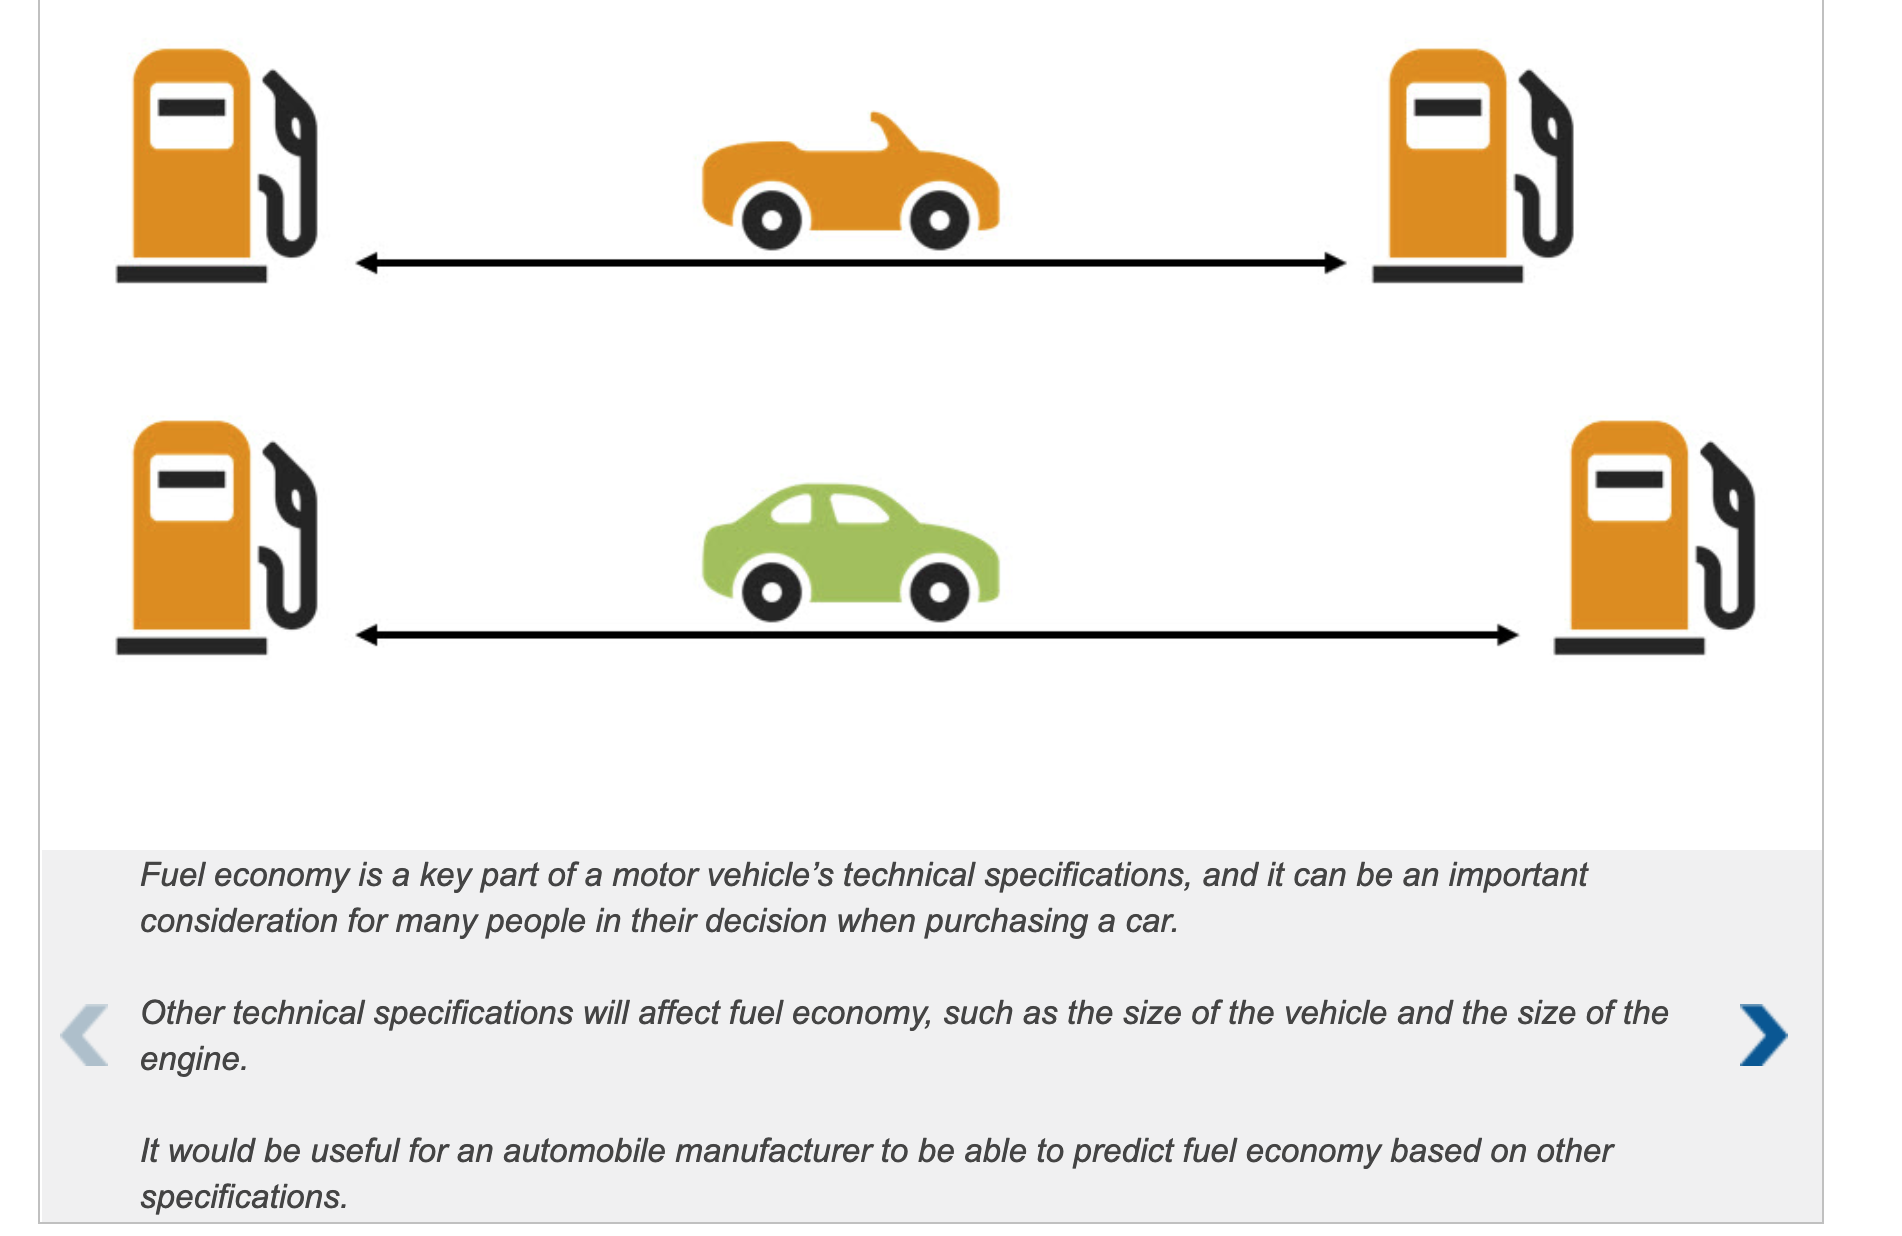 Fuel economy is a key part of a motor vehicle’s technical specifications, and it can be an important
consideration for many people in their decision when purchasing a car.
Other technical specifications will affect fuel economy, such as the size of the vehicle and the size of the
engine.
It would be useful for an automobile manufacturer to be able to predict fuel economy based on other
specifications.